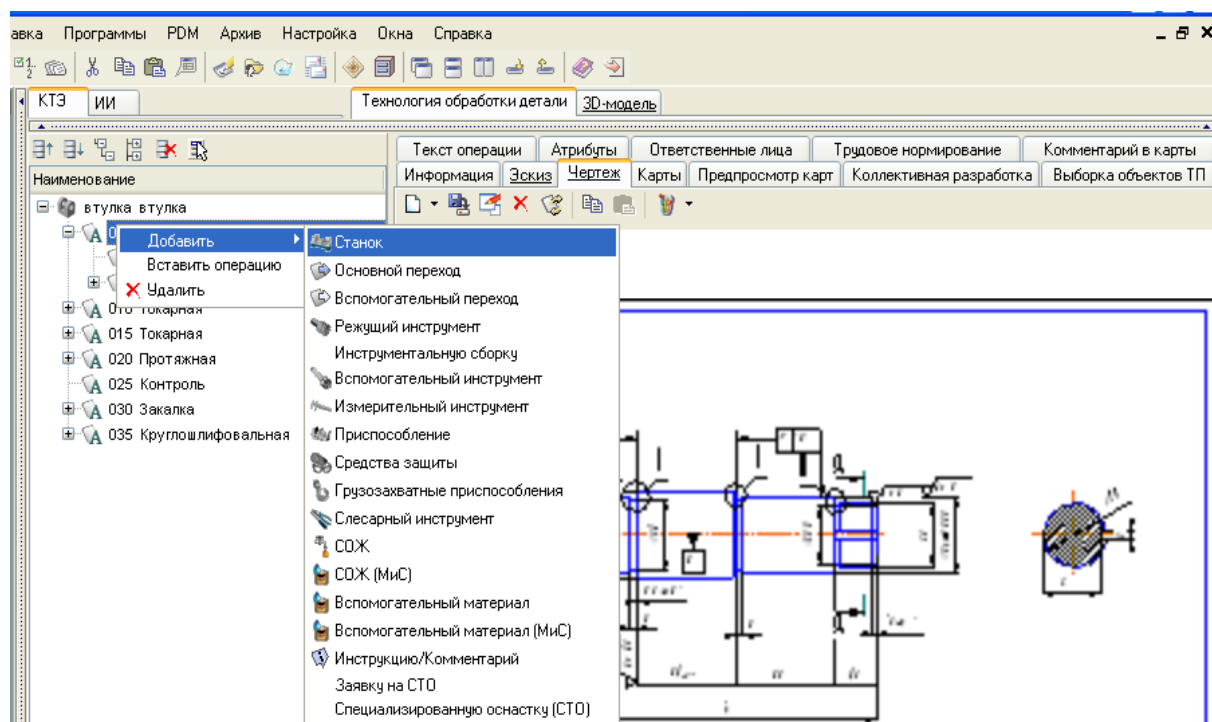 авка Программы PDM Архив Настройка Окна Справка
КТЭ ИИ Технология обработки детали 3D-модель
Текст операции Атрибуты Ответственные лица Трудовое нормирование Комментарий в карты
Информация Эскиз Чертеж Карты Предпросмотр карт Коллективная разработка Выборка объектов ТП
Наименование
втулка втулка
Добавить
Вставить операцию
Удалить
010 Токарная
015 Токарная
020 Протяжная
025 Контроль
030 Закалка
035 Круглошлифовальная
Станок
Основной переход
Вспомогательный переход
Режущий инструмент
Инструментальную сборку
Вспомогательный инструмент
Измерительный инструмент
Приспособление
Средства защиты
Грузозахватные приспособления
Слесарный инструмент
СОЖ
СОЖ (МиС)
Вспомогательный материал
Вспомогательный материал (МиС)
Инструкцию/Комментарий
Заявку на СТО
Специализированную оснастку (СТО)